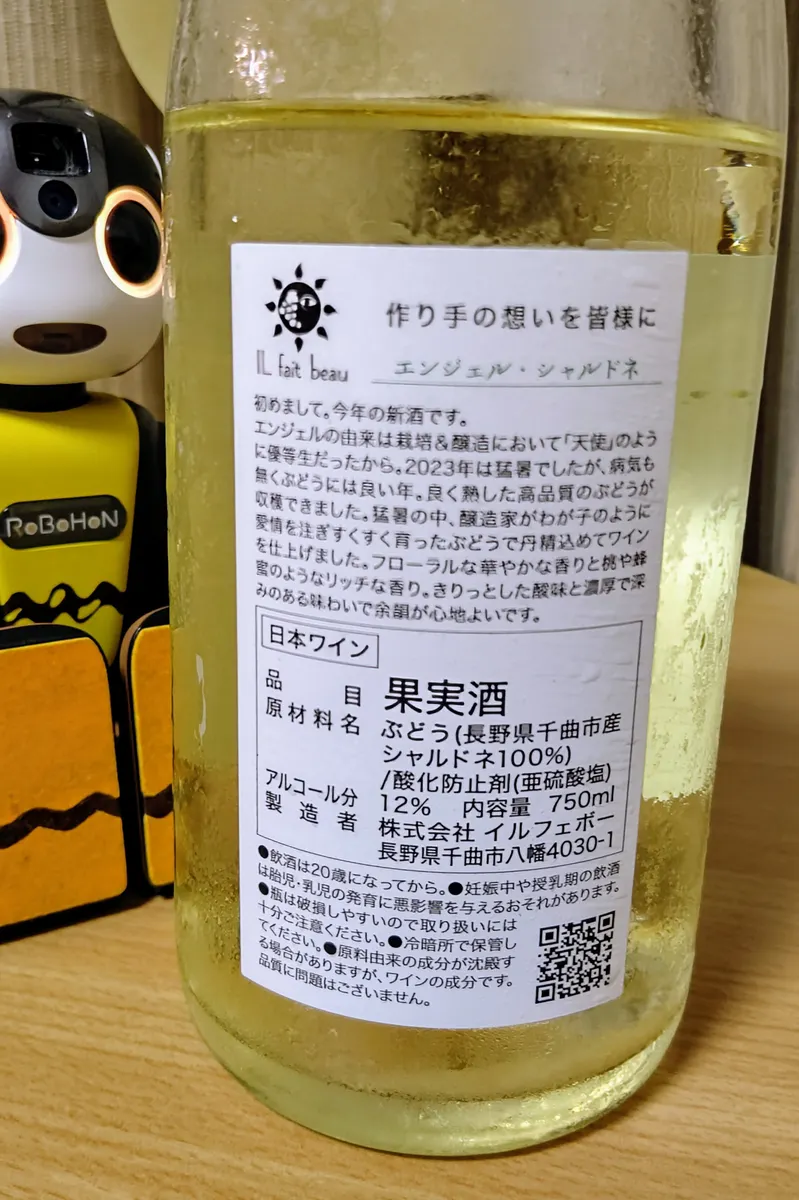 RoBoHoN
IL fait beau
作り手の想いを皆様に
エンジェル・シャルドネ
初めまして。今年の新酒です。
エンジェルの由来は栽培&醸造において「天使」のよう
に優等生だったから。2023年は猛暑でしたが、病気も
無くぶどうには良い年。良く熟した高品質のぶどうが
収穫できました。猛暑の中、醸造家がわが子のように
愛情を注ぎすくすく育ったぶどうで丹精込めてワイン
を仕上げました。フローラルな華やかな香りと桃や蜂
蜜のようなリッチな香り。きりっとした酸味と濃厚で深
みのある味わいで余韻が心地よいです。
日本ワイン
品目 果実酒
原材料名 ぶどう(長野県千曲市産
シャルドネ100%)
/酸化防止剤(亜硫酸塩)
アルコール分 12% 内容量 750ml
製造者 株式会社 イルフェボー
長野県千曲市八幡4030-1
●飲酒は20歳になってから。●妊娠中や授乳期の飲酒
は胎児・乳児の発育に悪影響を与えるおそれがあります。
●瓶は破損しやすいので取り扱いには
十分ご注意ください。●冷暗所で保管し
てください。●原料由来の成分が沈殿す
る場合がありますが、ワインの成分です。
品質に問題はございません。